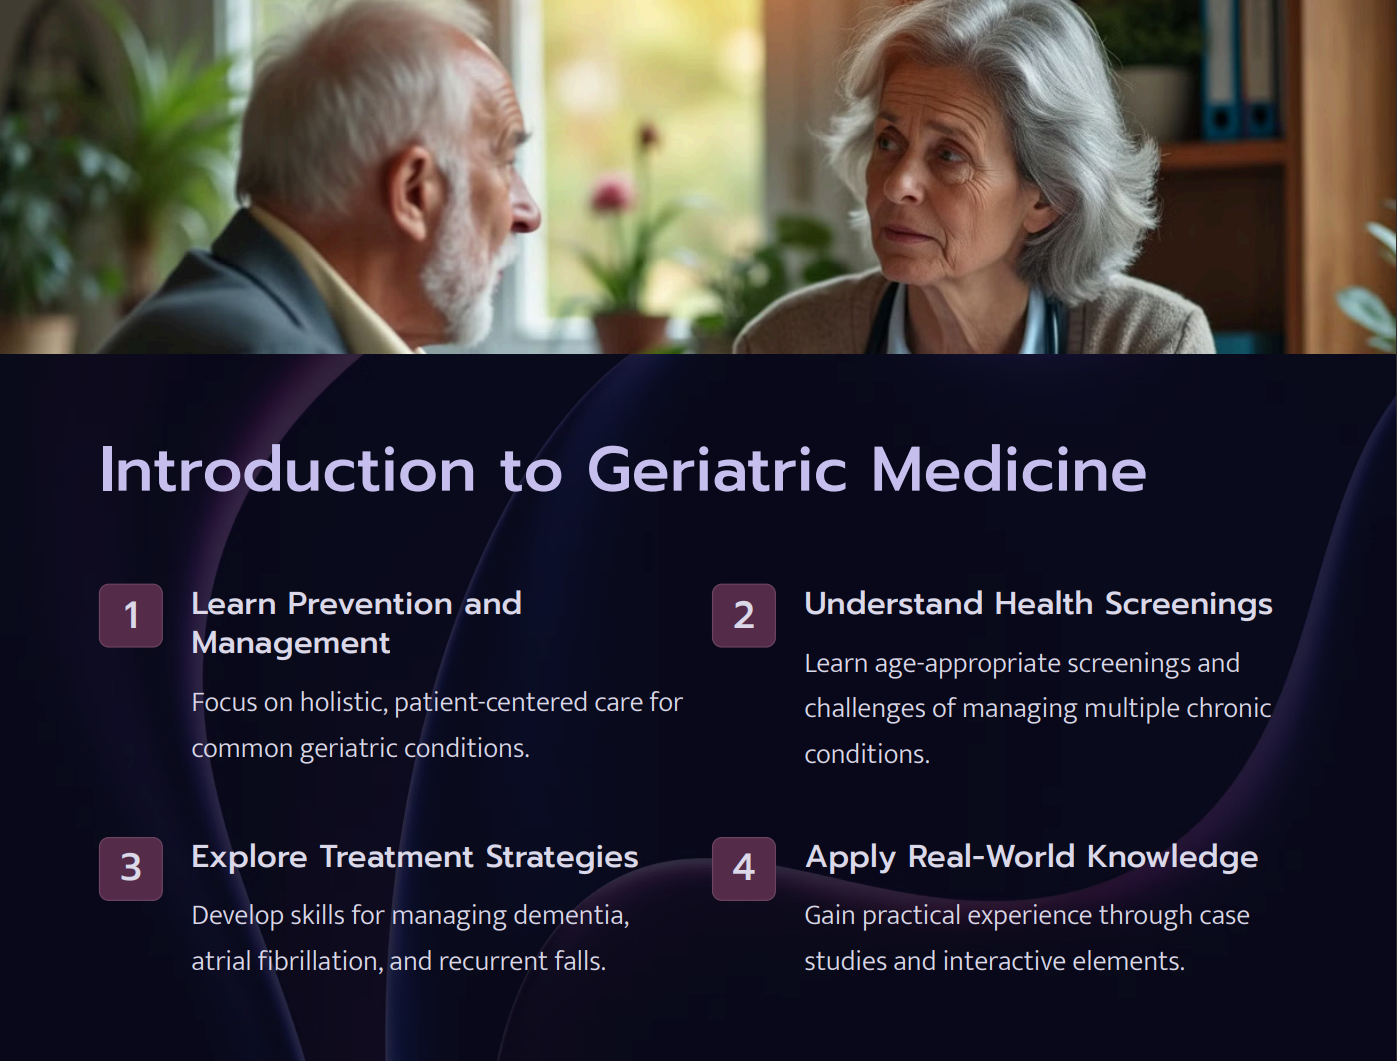 Introduction to Geriatric Medicine
1
Learn Prevention and
Management
Focus on holistic, patient-centered care for
common geriatric conditions.
2
Understand Health Screenings
Learn age-appropriate screenings and
challenges of managing multiple chronic
conditions.
3
Explore Treatment Strategies
Develop skills for managing dementia,
atrial fibrillation, and recurrent falls.
4
Apply Real-World Knowledge
Gain practical experience through case
studies and interactive elements.